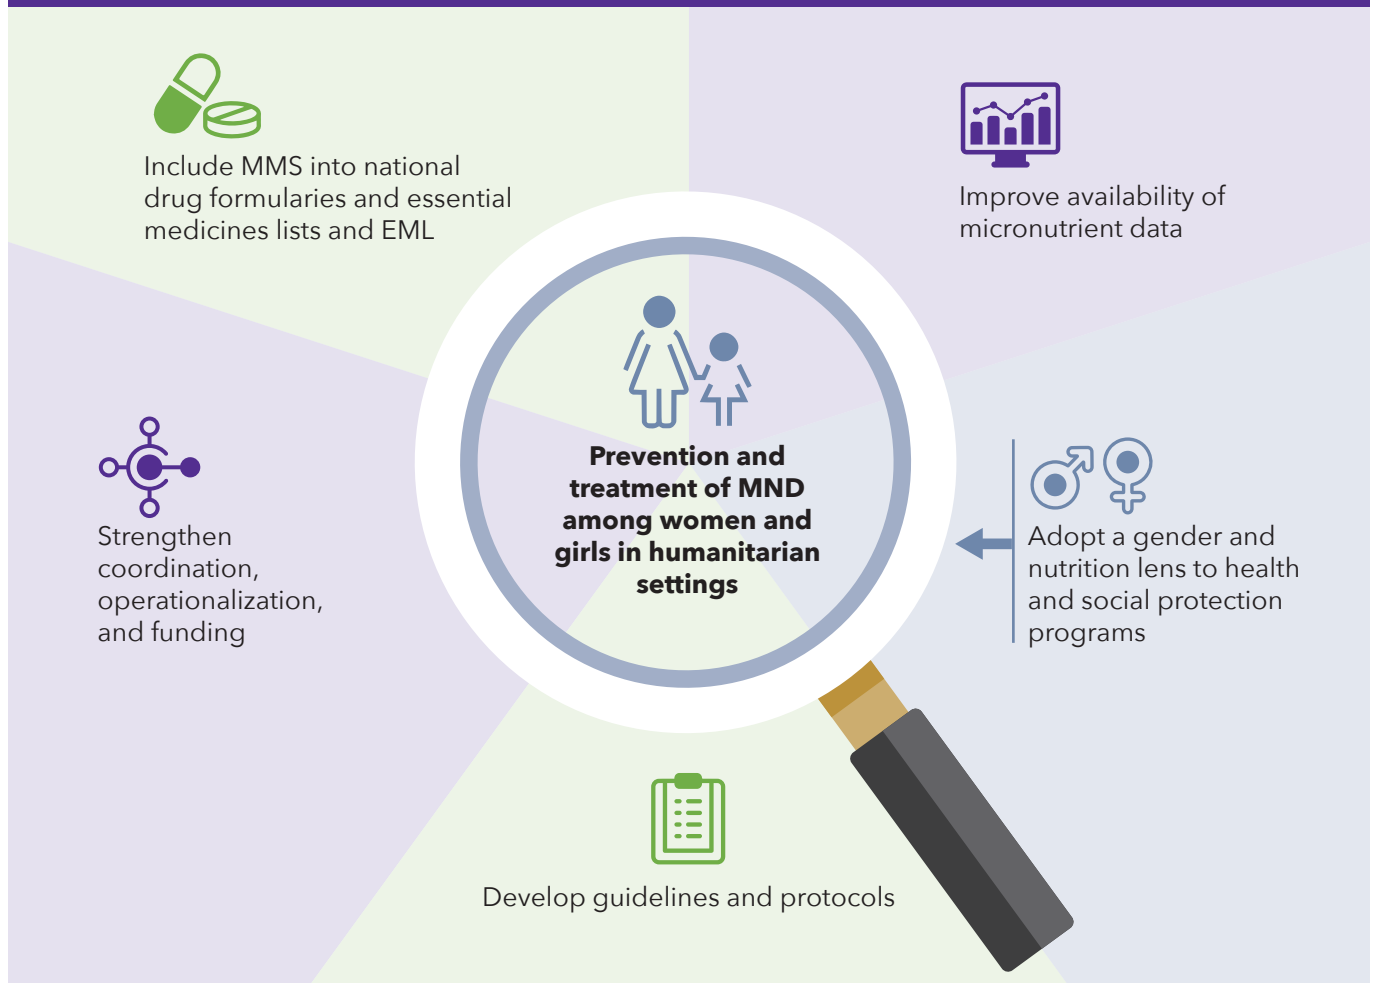 Include MMS into national
drug formularies and essential
medicines lists and EML
Improve availability of
micronutrient data
Prevention and
treatment of MND
among women and
girls in humanitarian
settings
Strengthen
coordination,
operationalization,
and funding
Adopt a gender and
nutrition lens to health
and social protection
programs
Develop guidelines and protocols